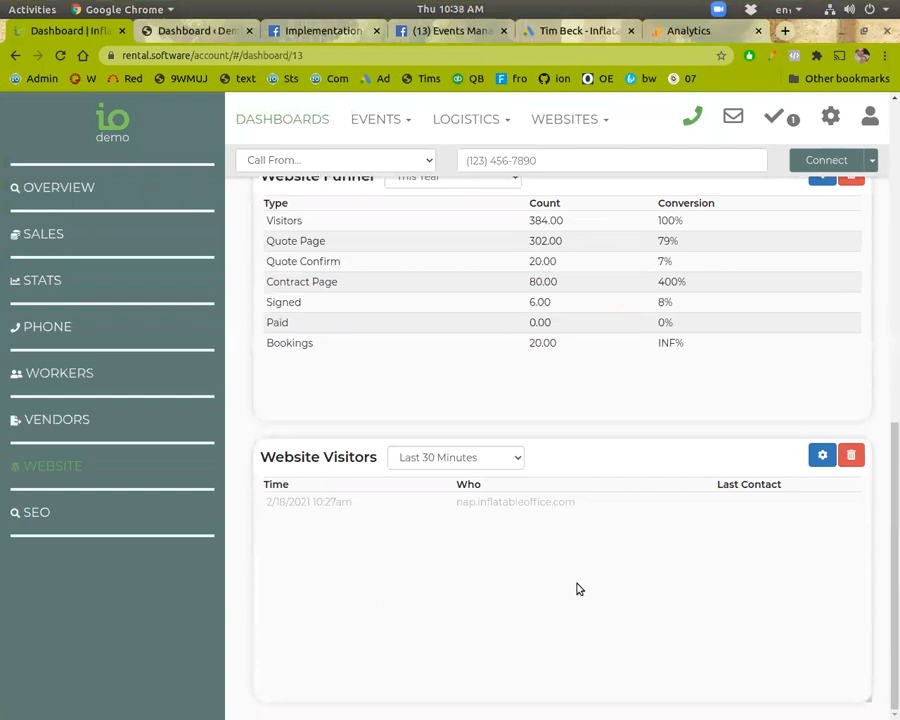 Activities Google Chrome Thu 10:38 AM en₁
Dashboard | Infla Dashboard ‹ Dem Implementation (13) Events Mana Tim Beck - Inflata Analytics
rental.software/account/#/dashboard/13
Admin W Red 9WMUJ text Sts Com Ad Tims QB fro ion OE bw 07 Other bookmarks
io
demo
DASHBOARDS EVENTS LOGISTICS WEBSITES 1
Call From... (123) 456-7890 Connect
OVERVIEW
SALES
STATS
PHONE
WORKERS
VENDORS
WEBSITE
SEO
Website Funnel This Year
Type Count Conversion
Visitors 384.00 100%
Quote Page 302.00 79%
Quote Confirm 20.00 7%
Contract Page 80.00 400%
Signed 6.00 8%
Paid 0.00 0%
Bookings 20.00 INF%
Website Visitors Last 30 Minutes
Time Who Last Contact
2/18/2021 10:27am nap.inflatableoffice.com